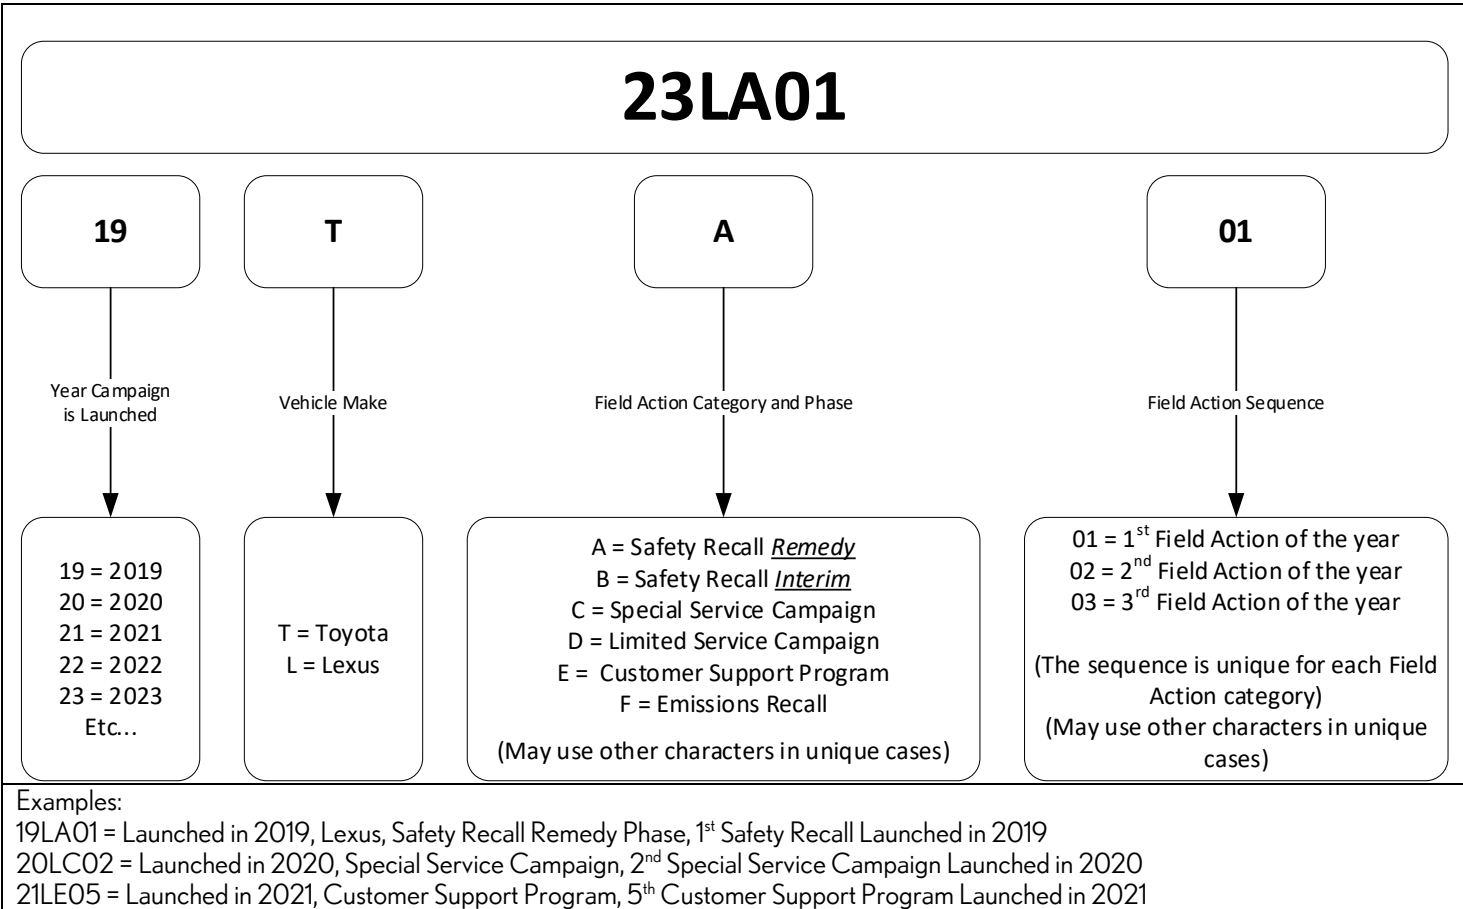 23LA01
19
T
A
01
Year Campaign
is Launched
Vehicle Make
Field Action Category and Phase
Field Action Sequence
19 = 2019
20 = 2020
21 = 2021
22 = 2022
23 = 2023
Etc...
T = Toyota
L = Lexus
A = Safety Recall Remedy
B = Safety Recall Interim
C = Special Service Campaign
D = Limited Service Campaign
E =  Customer Support Program
F = Emissions Recall
(May use other characters in unique cases)
01 = 1st Field Action of the year
02 = 2nd Field Action of the year
03 = 3rd Field Action of the year
(The sequence is unique for each Field
Action category)
(May use other characters in unique
cases)
Examples:
19LA01 = Launched in 2019, Lexus, Safety Recall Remedy Phase, 1st Safety Recall Launched in 2019
20LC02 = Launched in 2020, Special Service Campaign, 2nd Special Service Campaign Launched in 2020
21LE05 = Launched in 2021, Customer Support Program, 5th Customer Support Program Launched in 2021